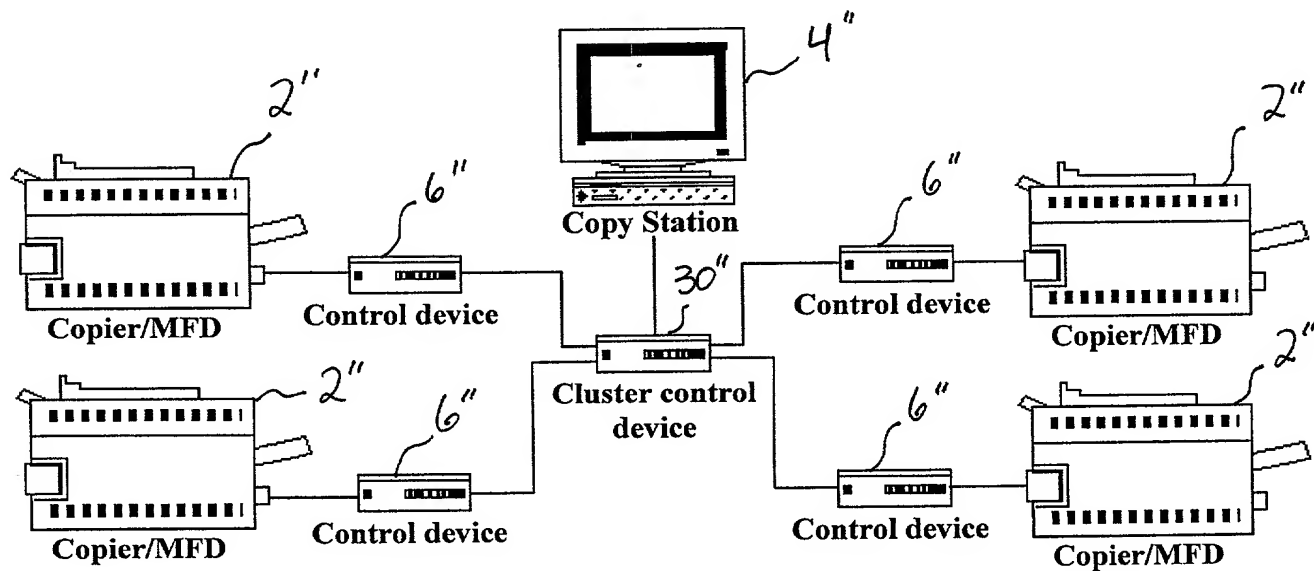 4"
2"
2"
6"
6"
Copy Station
30"
Control device
Control device
Copier/MFD
Copier/MFD
2"
2"
Cluster control
device
6"
6"
Control device
Control device
Copier/MFD
Copier/MFD